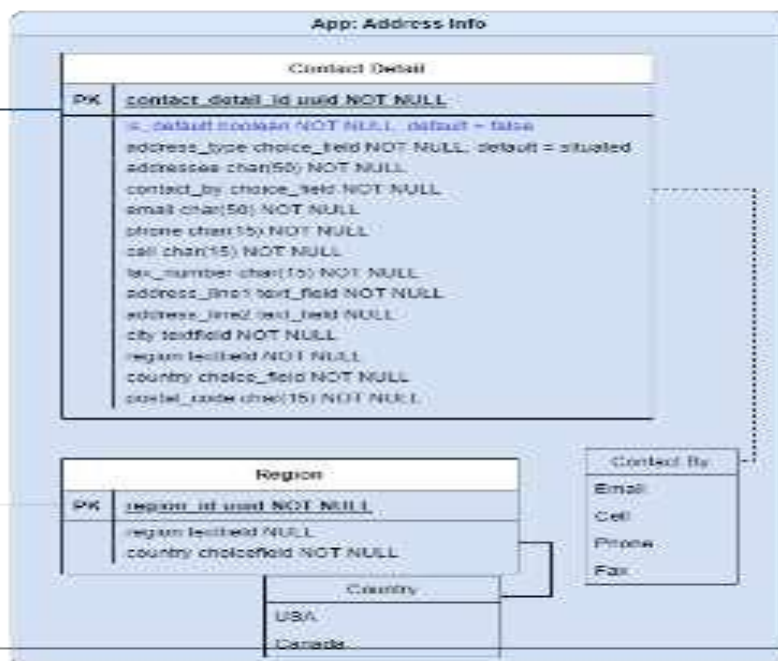 App: Address Info
Contact Detail
PK contact_detail_id uuid NOT NULL
is_default boolean NOT NULL, default = false
address_type choice_field NOT NULL, default = situated
addressee char(50) NOT NULL
contact_by choice_field NOT NULL
email char(50) NOT NULL
phone char(15) NOT NULL
cell char(15) NOT NULL
fax_number char(15) NOT NULL
address_line1 text_field NOT NULL
address_line2 text_field NULL
city textfield NOT NULL
region textfield NOT NULL
country choice_field NOT NULL
postal_code char(15) NOT NULL
Region
PK region_id uuid NOT NULL
region textfield NULL
country choicefield NOT NULL
Contact By
Email
Cell
Phone
Fax
Country
USA
Canada